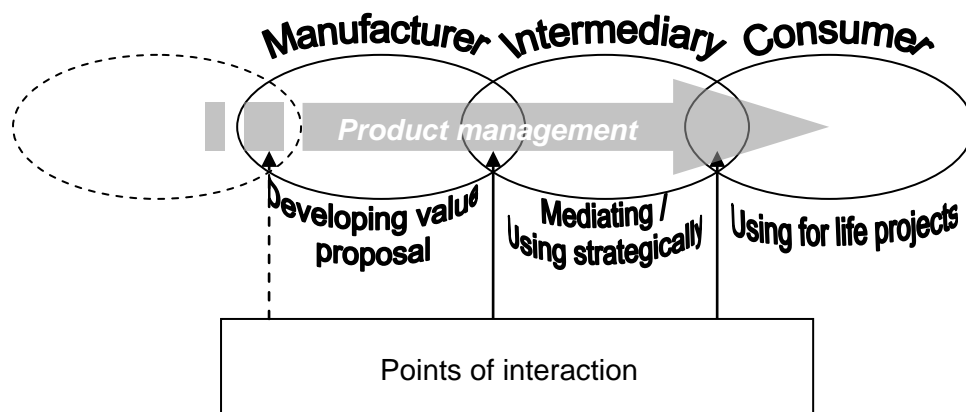 Manufacturer
Intermediary
Consumer
Product management
Developing value
proposal
Mediating /
Using strategically
Using for life projects
Points of interaction